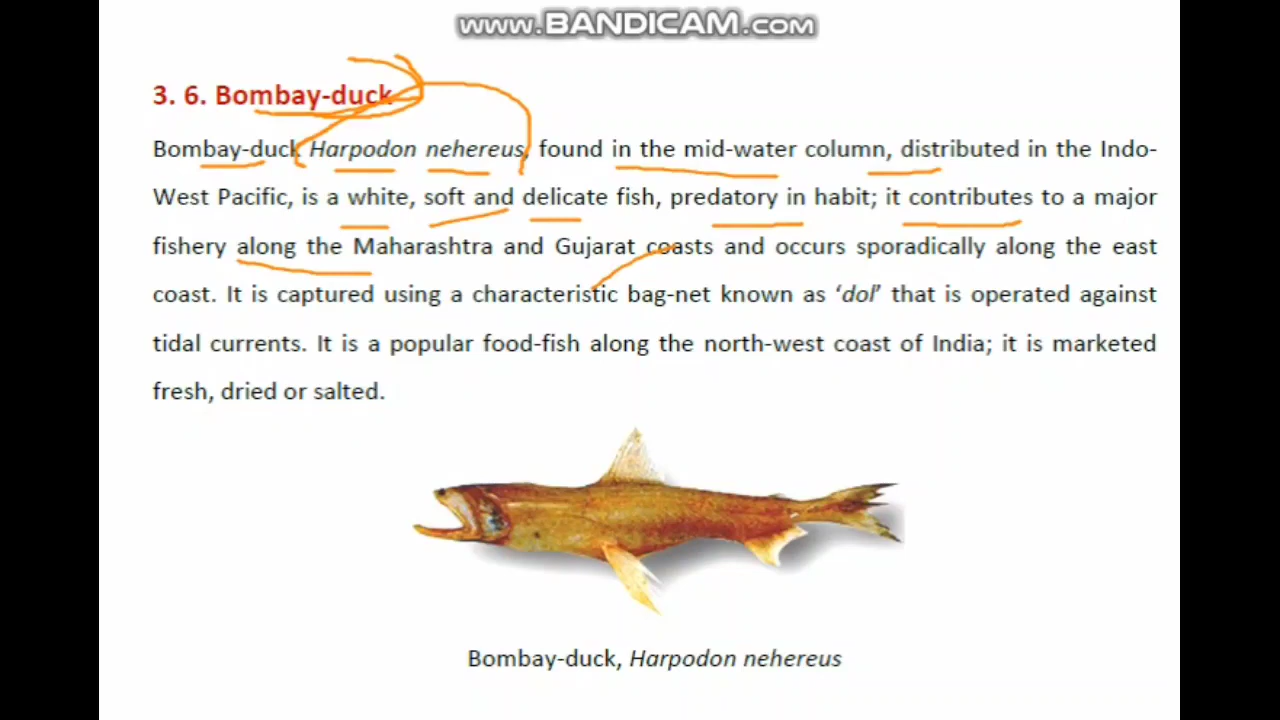 www.BANDICAM.com
3. 6. Bombay-duck
Bombay-duck Harpodon nehereus, found in the mid-water column, distributed in the Indo-
West Pacific, is a white, soft and delicate fish, predatory in habit; it contributes to a major
fishery along the Maharashtra and Gujarat coasts and occurs sporadically along the east
coast. It is captured using a characteristic bag-net known as ‘dol’ that is operated against
tidal currents. It is a popular food-fish along the north-west coast of India; it is marketed
fresh, dried or salted.
Bombay-duck, Harpodon nehereus